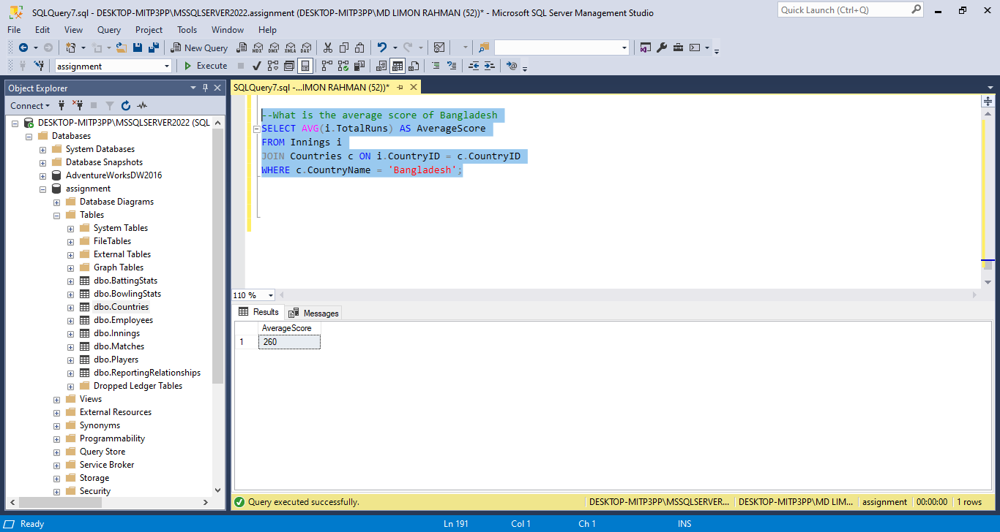 SQLQuery7.sql - DESKTOP-MITP3PP\MSSQLSERVER2022.assignment (DESKTOP-MITP3PP\MD LIMON RAHMAN (52))* - Microsoft SQL Server Management Studio
Quick Launch (Ctrl+Q)
File Edit View Query Project Tools Window Help
New Query MDX DMX XMLA DAX
assignment Execute
Object Explorer
SQLQuery7.sql -...IMON RAHMAN (52))*
Connect
DESKTOP-MITP3PP\MSSQLSERVER2022 (SQL
Databases
System Databases
Database Snapshots
AdventureWorksDW2016
assignment
Database Diagrams
Tables
System Tables
FileTables
External Tables
Graph Tables
dbo.BattingStats
dbo.BowlingStats
dbo.Countries
dbo.Employees
dbo.Innings
dbo.Matches
dbo.Players
dbo.ReportingRelationships
Dropped Ledger Tables
Views
External Resources
Synonyms
Programmability
Query Store
Service Broker
Storage
Security
--What is the average score of Bangladesh
SELECT AVG(i.TotalRuns) AS AverageScore
FROM Innings i
JOIN Countries c ON i.CountryID = c.CountryID
WHERE c.CountryName = 'Bangladesh';
110 %
Results Messages
AverageScore
1 260
Query executed successfully. DESKTOP-MITP3PP\MSSQLSERVER... DESKTOP-MITP3PP\MD LIM... assignment 00:00:00 1 rows
Ready Ln 191 Col 1 Ch 1 INS